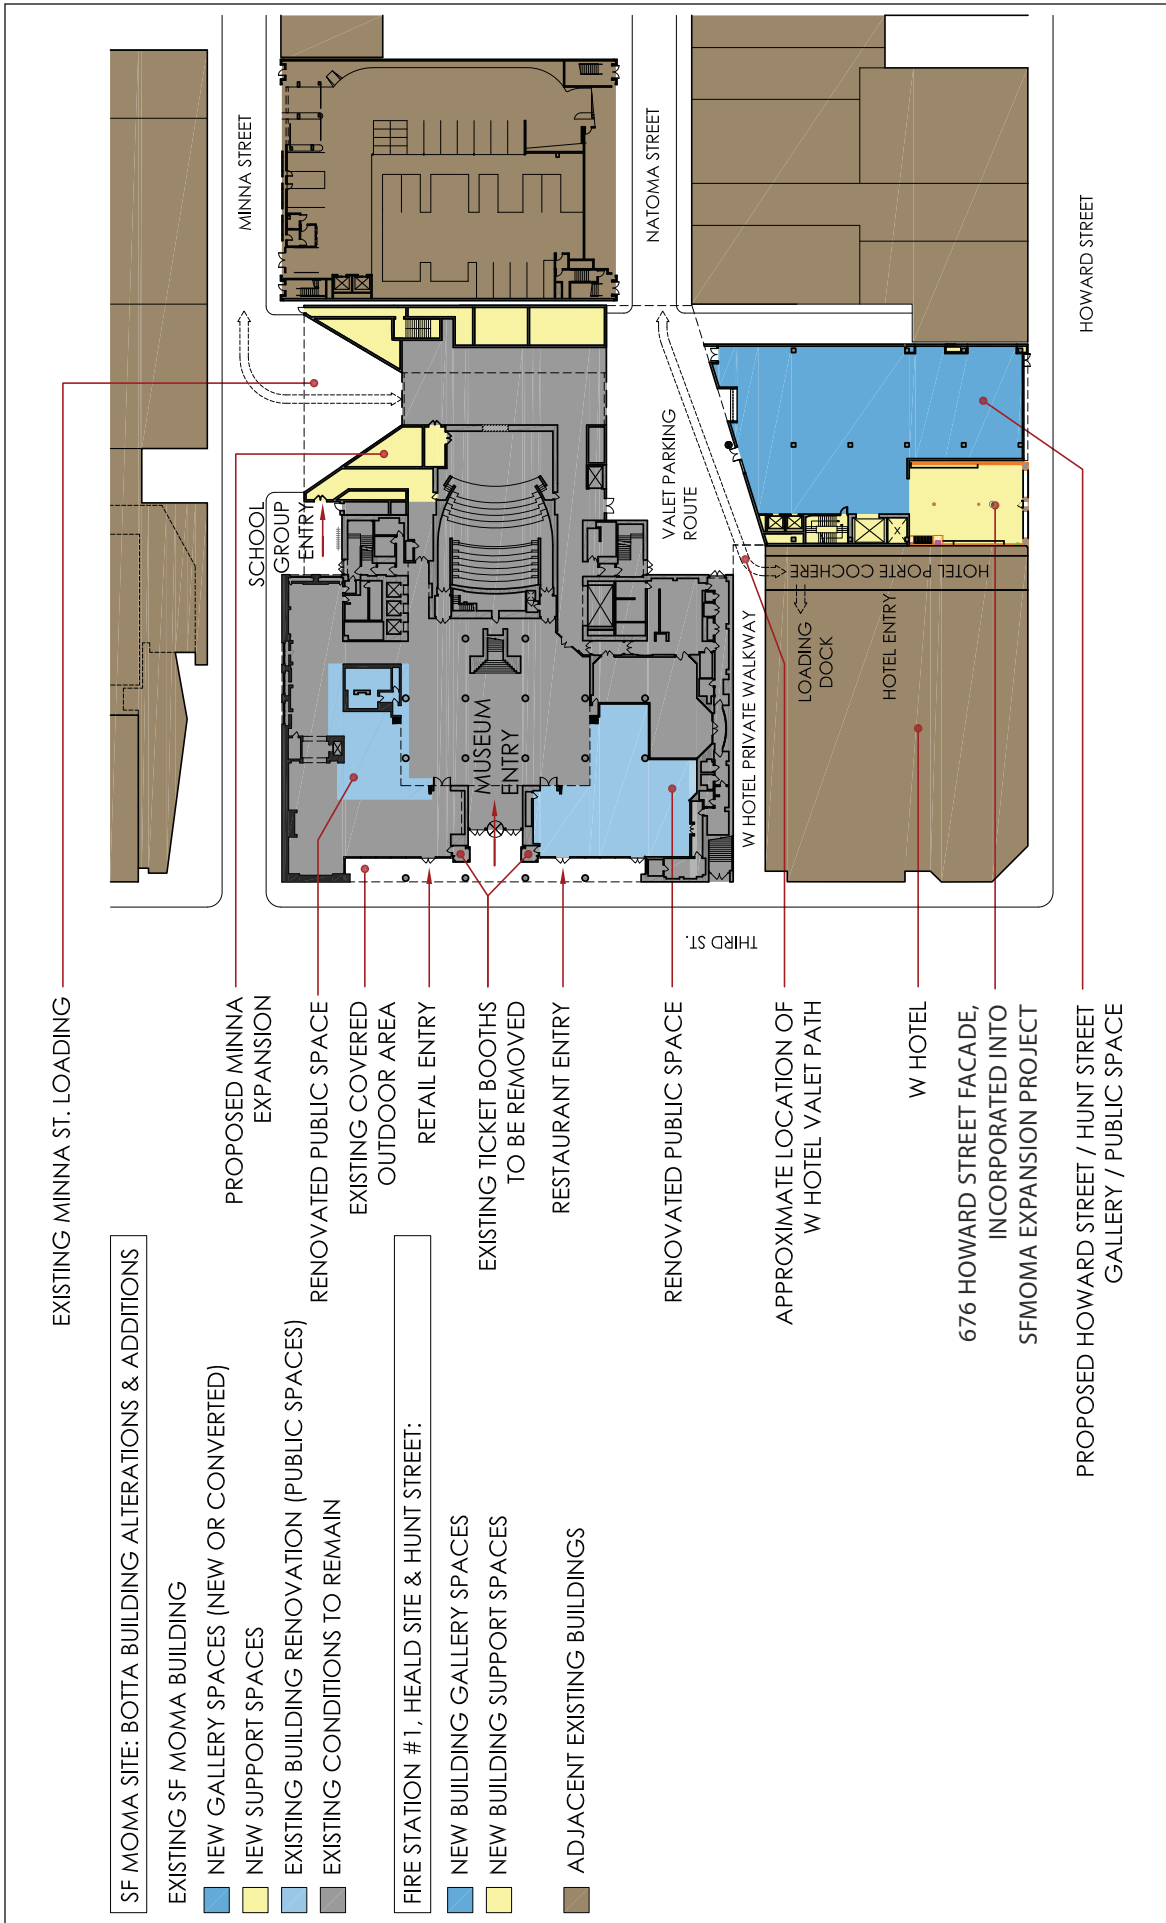 SF MOMA SITE: BOTTA BUILDING ALTERATIONS & ADDITIONS
EXISTING SF MOMA BUILDING
NEW GALLERY SPACES (NEW OR CONVERTED)
NEW SUPPORT SPACES
EXISTING BUILDING RENOVATION (PUBLIC SPACES)
EXISTING CONDITIONS TO REMAIN
FIRE STATION #1, HEALD SITE & HUNT STREET:
NEW BUILDING GALLERY SPACES
NEW BUILDING SUPPORT SPACES
ADJACENT EXISTING BUILDINGS
EXISTING MINNA ST. LOADING
PROPOSED MINNA
EXPANSION
RENOVATED PUBLIC SPACE
EXISTING COVERED
OUTDOOR AREA
RETAIL ENTRY
EXISTING TICKET BOOTHS
TO BE REMOVED
RESTAURANT ENTRY
RENOVATED PUBLIC SPACE
APPROXIMATE LOCATION OF
W HOTEL VALET PATH
W HOTEL
676 HOWARD STREET FACADE,
INCORPORATED INTO
SFMOMA EXPANSION PROJECT
PROPOSED HOWARD STREET / HUNT STREET
GALLERY / PUBLIC SPACE
THIRD ST.
MINNA STREET
SCHOOL
GROUP
ENTRY
MUSEUM
ENTRY
NATOMA STREET
VALET PARKING
ROUTE
W HOTEL PRIVATE WALKWAY
LOADING
DOCK
HOTEL ENTRY
HOTEL PORTE COCHERE
HOWARD STREET